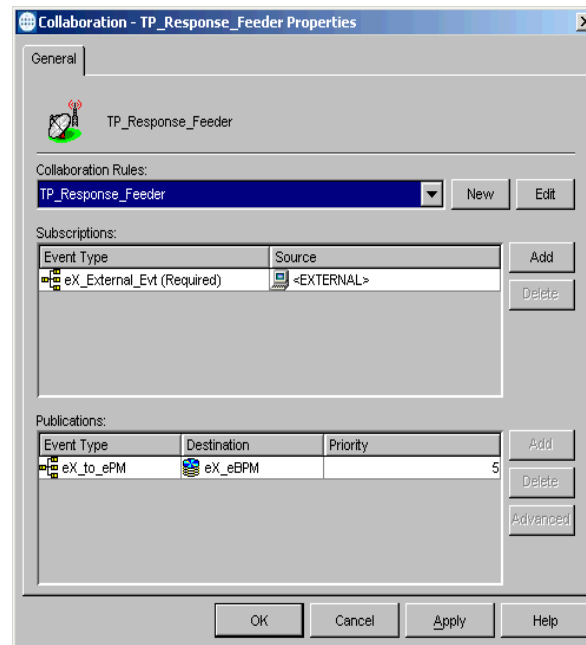 Collaboration - TP_Response_Feeder Properties
General
TP_Response_Feeder
Collaboration Rules:
TP_Response_Feeder
New
Edit
Subscriptions:
Event Type Source
eX_External_Evt (Required) <EXTERNAL>
Add
Delete
Publications:
Event Type Destination Priority
eX_to_ePM eX_eBPM 5
Add
Delete
Advanced
OK Cancel Apply Help